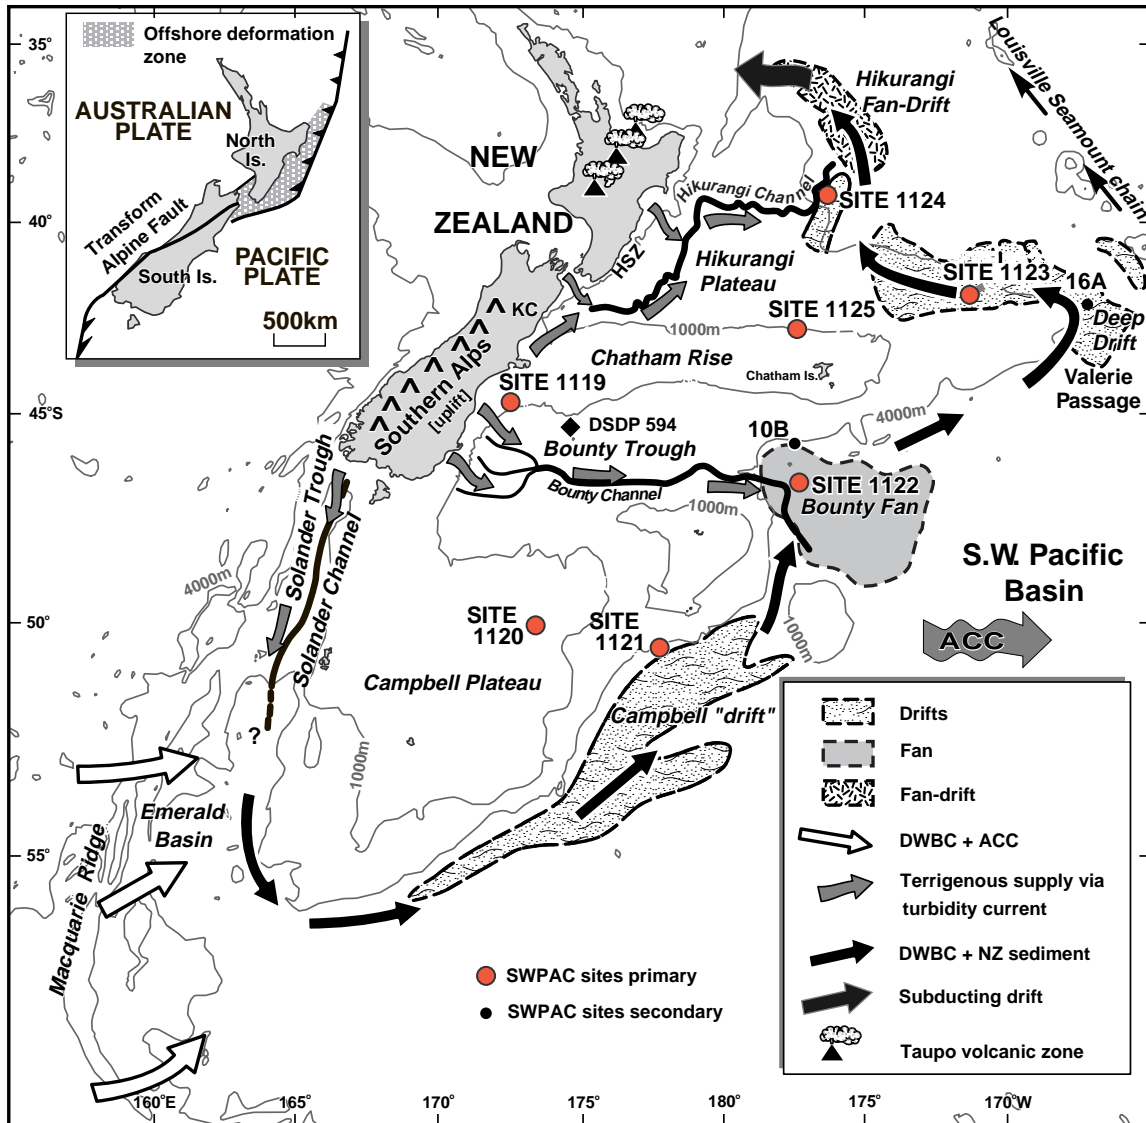 35°
40°
45°
50°
55°
160°E
165°
170°
175°
180°
175°
170°W
Offshore deformation
zone
AUSTRALIAN
PLATE
North
Is.
Transform
Alpine Fault
South Is.
PACIFIC
PLATE
500km
NEW
ZEALAND
Hikurangi
Fan-Drift
Louisville Seamount chain
Hikurangi Channel
SITE 1124
HSZ
Hikurangi
Plateau
SITE 1123
16A
Deep
Drift
Valerie
Passage
KC
SITE 1125
1000m
Chatham Rise
Chatham Is.
Southern Alps
[uplift]
SITE 1119
DSDP 594
Bounty Trough
4000m
10B
Bounty Channel
1000m
SITE 1122
Bounty Fan
Solander Trough
Solander Channel
4000m
S.W. Pacific
Basin
ACC
SITE
1120
SITE
1121
1000m
Campbell Plateau
Campbell "drift"
?
1000m
Emerald
Basin
Macquarie Ridge
SWPAC sites primary
SWPAC sites secondary
Drifts
Fan
Fan-drift
DWBC + ACC
Terrigenous supply via
turbidity current
DWBC + NZ sediment
Subducting drift
Taupo volcanic zone